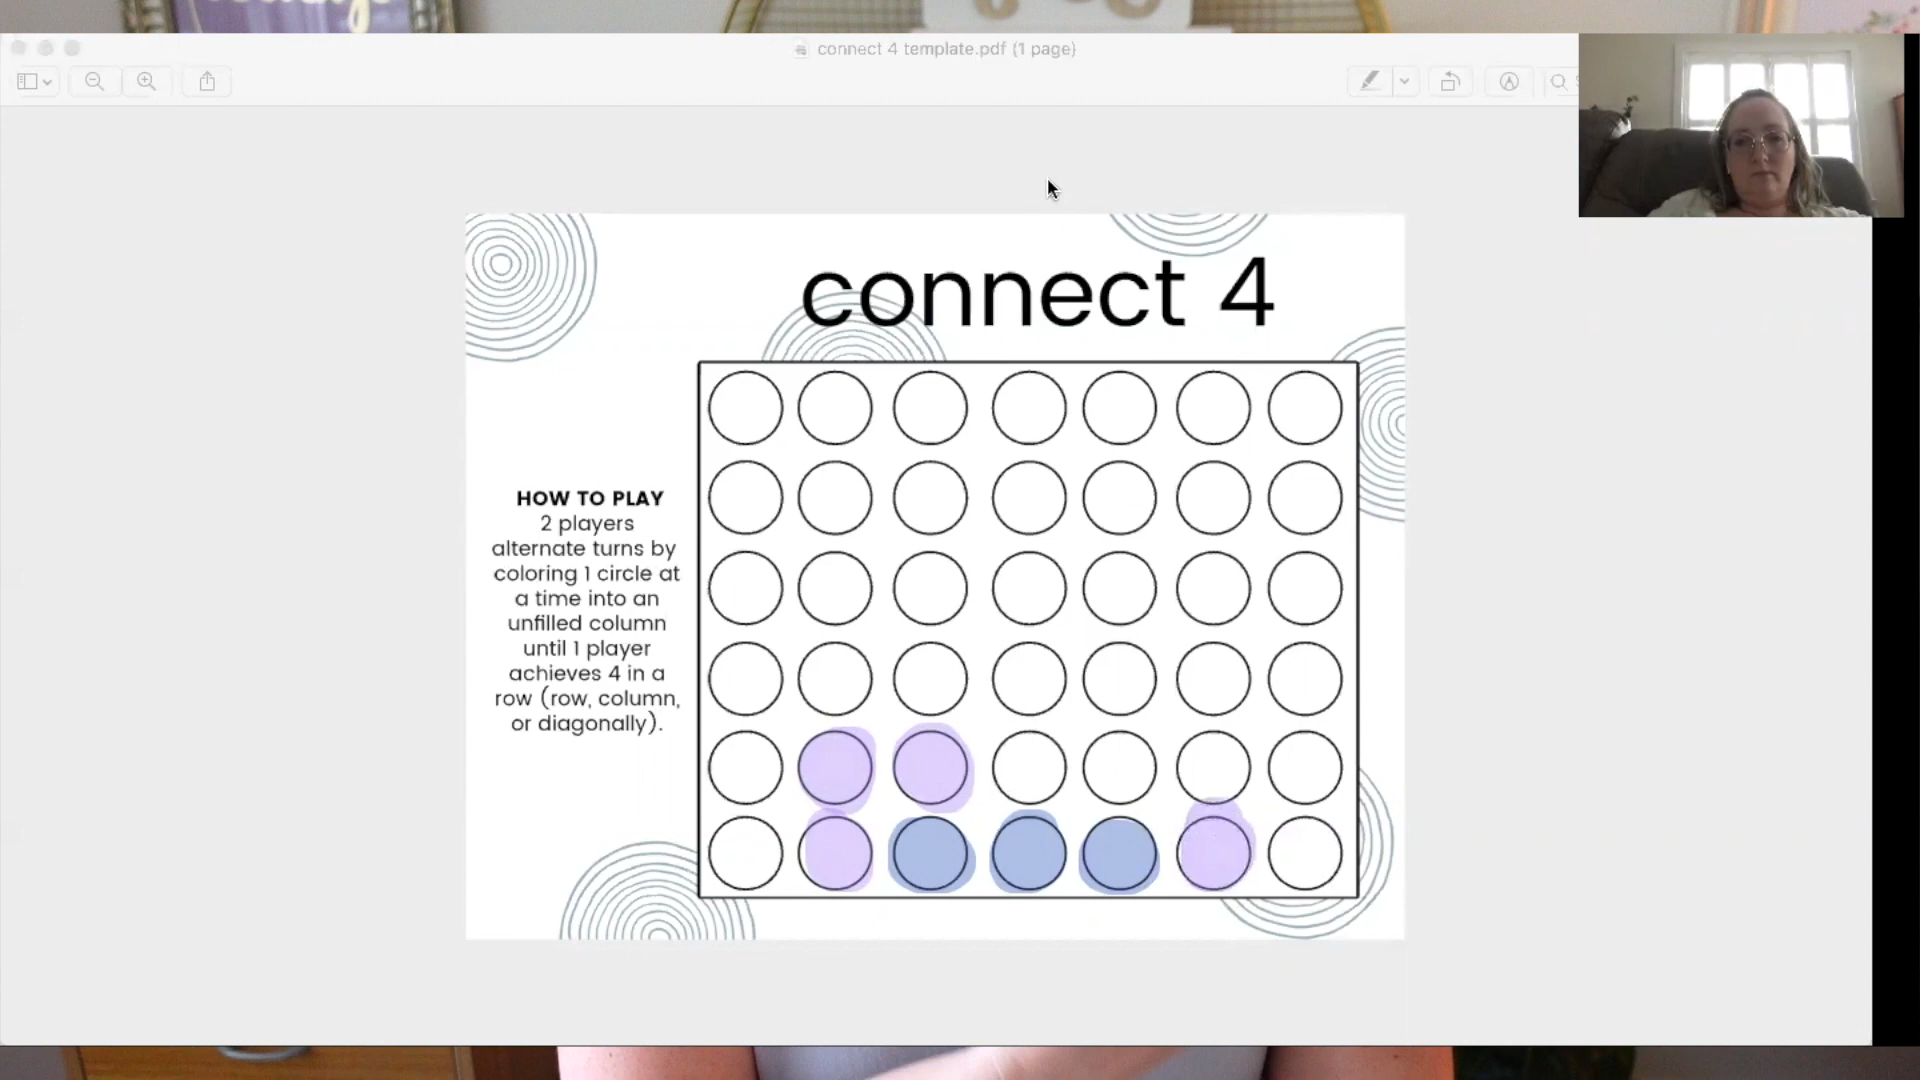 connect 4 template.pdf (1 page)
connect 4
HOW TO PLAY
2 players
alternate turns by
coloring 1 circle at
a time into an
unfilled column
until 1 player
achieves 4 in a
row (row, column,
or diagonally).